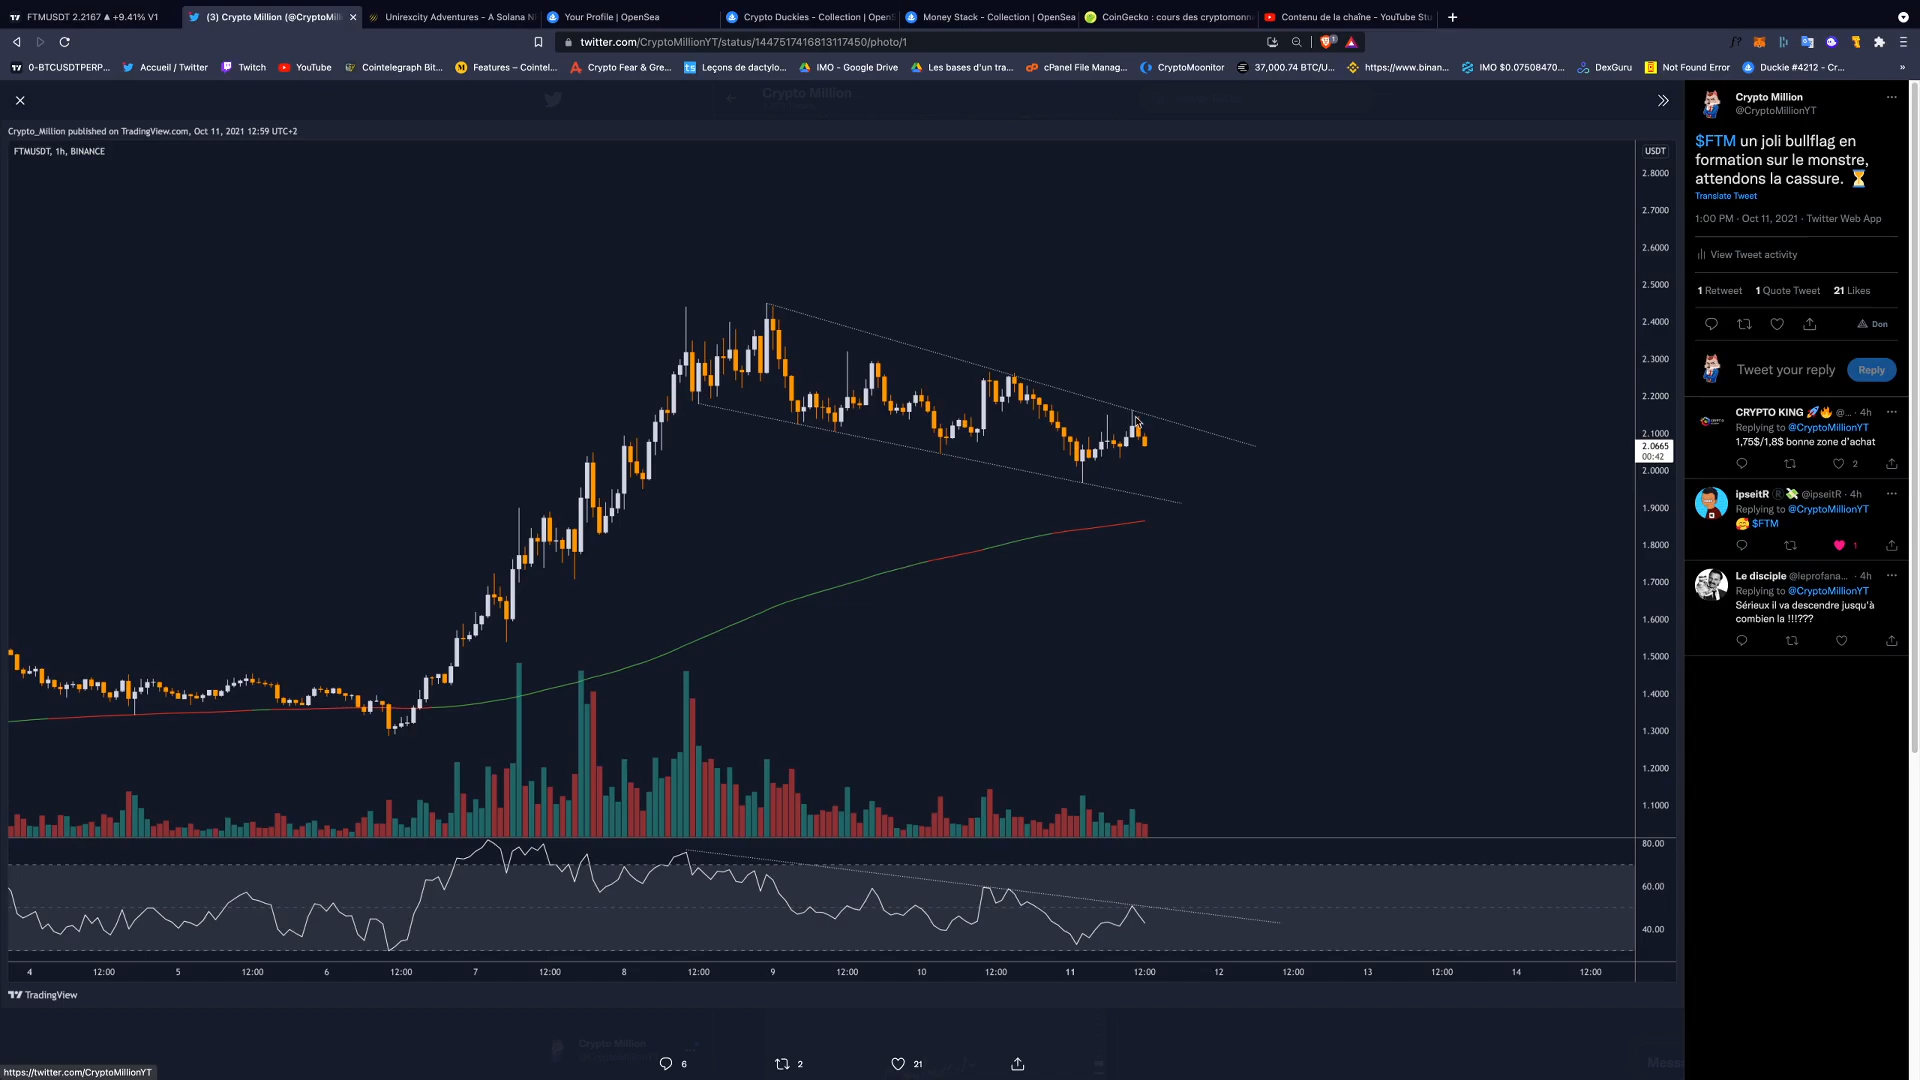 FTMUSDT 2.2167 ▲ +9.41% V1
(3) Crypto Million (@CryptoMill
Unirexcity Adventures - A Solana N
Your Profile | OpenSea
Crypto Duckies - Collection | Open
Money Stack - Collection | OpenSea
CoinGecko : cours des cryptomon
Contenu de la chaîne - YouTube Stu
twitter.com/CryptoMillionYT/status/1447517416813117450/photo/1
0-BTCUSDTPERP...
Accueil / Twitter
Twitch
YouTube
Cointelegraph Bit...
Features – Cointel...
Crypto Fear & Gre...
Leçons de dactylo...
IMO - Google Drive
Les bases d'un tra...
cPanel File Manag...
CryptoMoonitor
37,000.74 BTC/U...
https://www.binan...
IMO $0.07508470...
DexGuru
Not Found Error
Duckie #4212 - Cr...
Crypto Million
Crypto_Million published on TradingView.com, Oct 11, 2021 12:59 UTC+2
FTMUSDT, 1h, BINANCE
USDT
2.8000
2.7000
2.6000
2.5000
2.4000
2.3000
2.2000
2.1000
2.0665
00:42
2.0000
1.9000
1.8000
1.7000
1.6000
1.5000
1.4000
1.3000
1.2000
1.1000
80.00
60.00
40.00
4 12:00 5 12:00 6 12:00 7 12:00 8 12:00 9 12:00 10 12:00 11 12:00 12 12:00 13 12:00 14 12:00
TradingView
Crypto Million
6 2 21
https://twitter.com/CryptoMillionYT
Crypto Million
@CryptoMillionYT
$FTM un joli bullflag en
formation sur le monstre,
attendons la cassure. ⏳
Translate Tweet
1:00 PM · Oct 11, 2021 · Twitter Web App
View Tweet activity
1 Retweet 1 Quote Tweet 21 Likes
Don
Tweet your reply
Reply
CRYPTO KING 🚀🔥 @... · 4h
Replying to @CryptoMillionYT
1,75$/1,8$ bonne zone d'achat
2
ipseitR @ipseitR · 4h
Replying to @CryptoMillionYT
🥰 $FTM
1
Le disciple @leprofana... · 4h
Replying to @CryptoMillionYT
Sérieux il va descendre jusqu'à
combien la !!!???